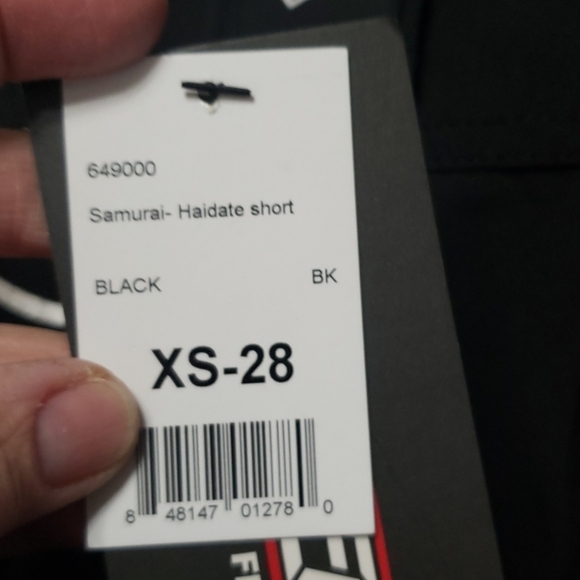 649000
Samurai- Haidate short
BLACK BK
XS-28
8 48147 01278 0